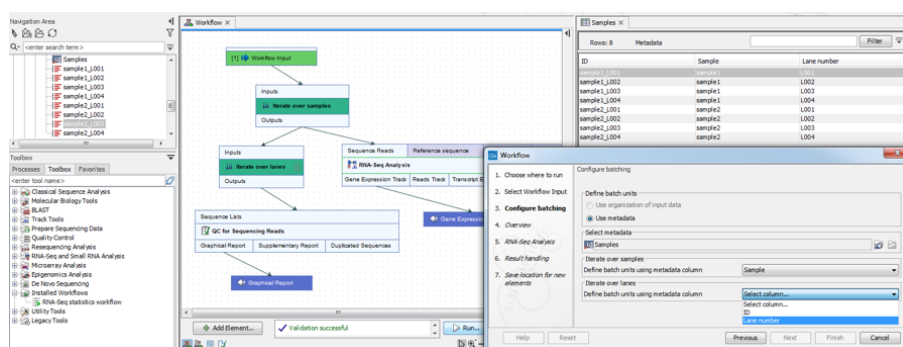 Navigation Area
<enter search term>
Samples
sample1_L001
sample1_L002
sample1_L003
sample1_L004
sample2_L001
sample2_L002
sample2_L003
sample2_L004
Toolbox
Processes Toolbox Favorites
<enter tool name>
Classical Sequence Analysis
Molecular Biology Tools
BLAST
Track Tools
Prepare Sequencing Data
Quality Control
Resequencing Analysis
RNA-Seq and Small RNA Analysis
Microarray Analysis
Epigenomics Analysis
De Novo Sequencing
Installed Workflows
RNA-Seq statistics workflow
Utility Tools
Legacy Tools
Workflow
[1] Workflow Input
Inputs
Iterate over samples
Outputs
Inputs
Iterate over lanes
Outputs
Sequence Reads Reference sequence
RNA-Seq Analysis
Gene Expression Track Reads Track Transcript E
Gene Express
Sequence Lists
QC for Sequencing Reads
Graphical Report Supplementary Report Duplicated Sequences
Graphical Report
Add Element...
Validation successful
Run...
Samples
Rows: 8 Metadata Filter
ID Sample Lane number
sample1_L001 sample1 L001
sample1_L002 sample1 L002
sample1_L003 sample1 L003
sample1_L004 sample1 L004
sample2_L001 sample2 L001
sample2_L002 sample2 L002
sample2_L003 sample2 L003
sample2_L004 sample2 L004
Workflow
1. Choose where to run
2. Select Workflow Input
3. Configure batching
4. Overview
5. RNA-Seq Analysis
6. Result handling
7. Save location for new elements
Configure batching
Define batch units
Use organization of input data
Use metadata
Select metadata
Samples
Iterate over samples
Define batch units using metadata column Sample
Iterate over lanes
Define batch units using metadata column Select column...
Select column...
ID
Lane number
Help Reset Previous Next Finish Cancel